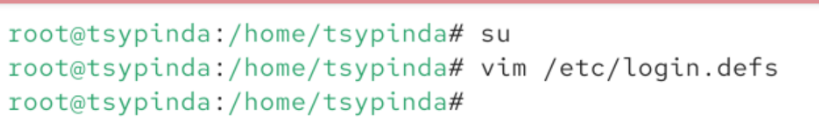 root@tsypinda:/home/tsypinda# su
root@tsypinda:/home/tsypinda# vim /etc/login.defs
root@tsypinda:/home/tsypinda#